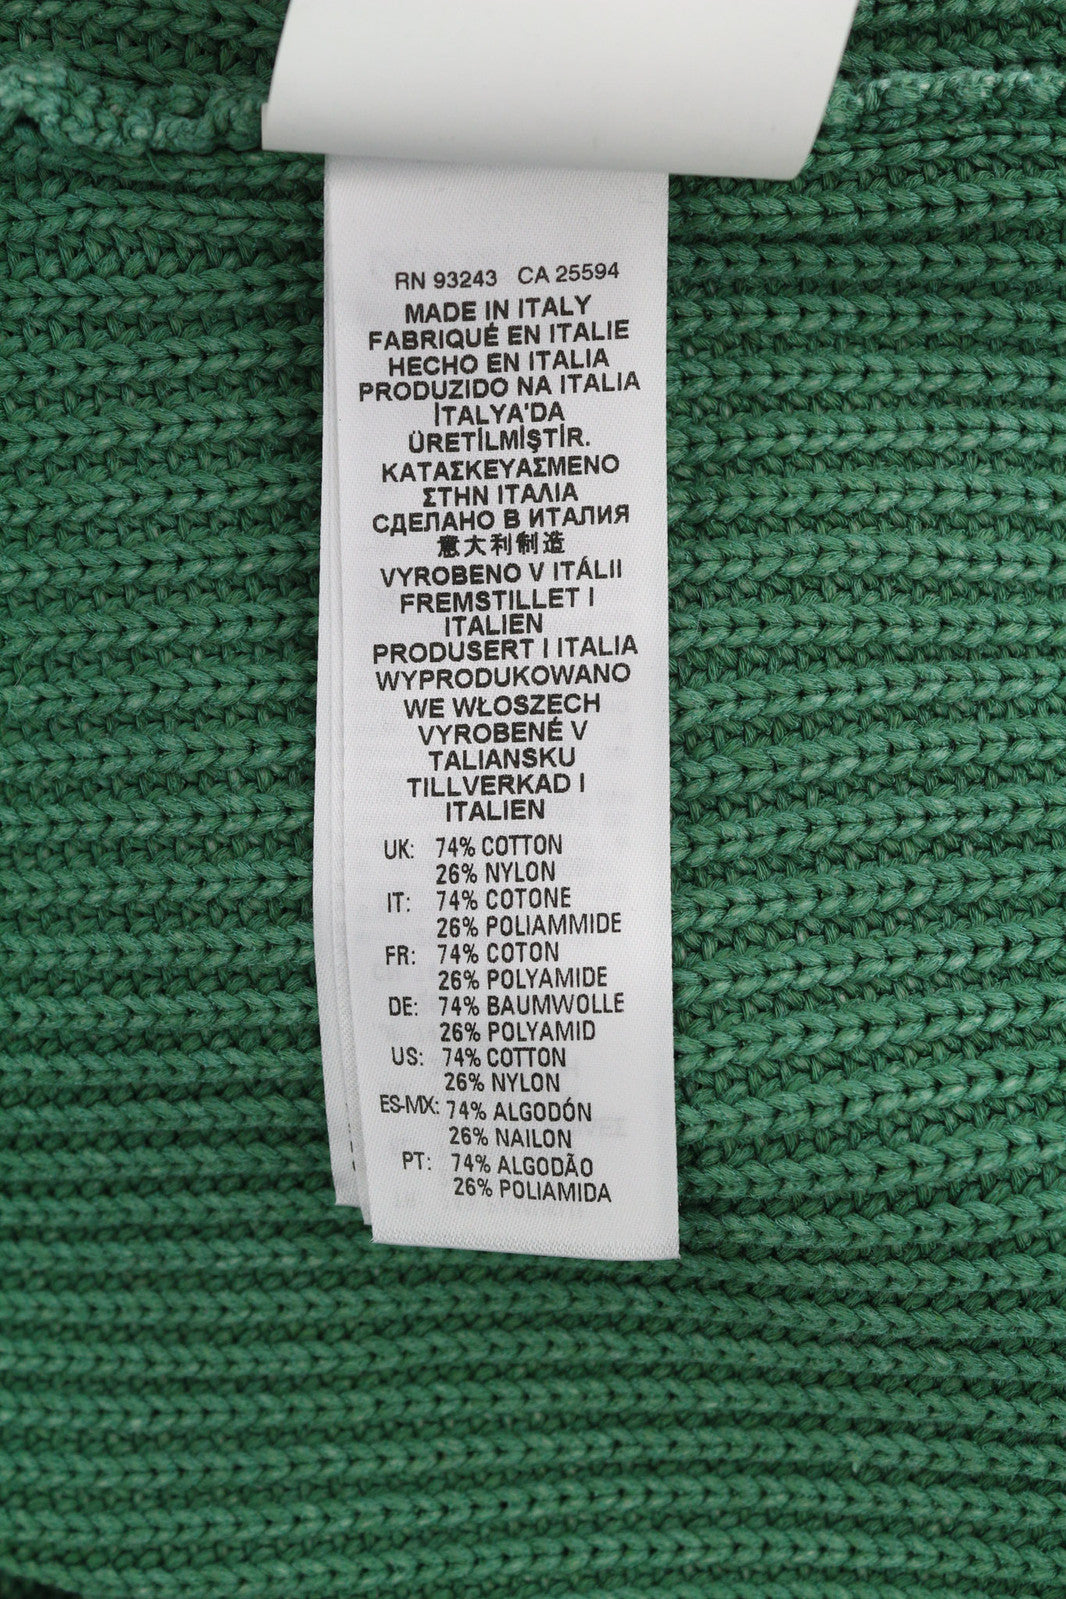 RN 93243 CA 25594
MADE IN ITALY
FABRIQUÉ EN ITALIE
HECHO EN ITALIA
PRODUZIDO NA ITALIA
İTALYA'DA
ÜRETİLMİŞTİR.
ΚΑΤΑΣΚΕΥΑΣΜΕΝΟ
ΣΤΗΝ ΙΤΑΛΙΑ
СДЕЛАНО В ИТАЛИЯ
意大利制造
VYROBENO V ITÁLII
FREMSTILLET I
ITALIEN
PRODUSERT I ITALIA
WYPRODUKOWANO
WE WŁOSZECH
VYROBENÉ V
TALIANSKU
TILLVERKAD I
ITALIEN
UK: 74% COTTON
26% NYLON
IT: 74% COTONE
26% POLIAMMIDE
FR: 74% COTON
26% POLYAMIDE
DE: 74% BAUMWOLLE
26% POLYAMID
US: 74% COTTON
26% NYLON
ES-MX: 74% ALGODÓN
26% NAILON
PT: 74% ALGODÃO
26% POLIAMIDA